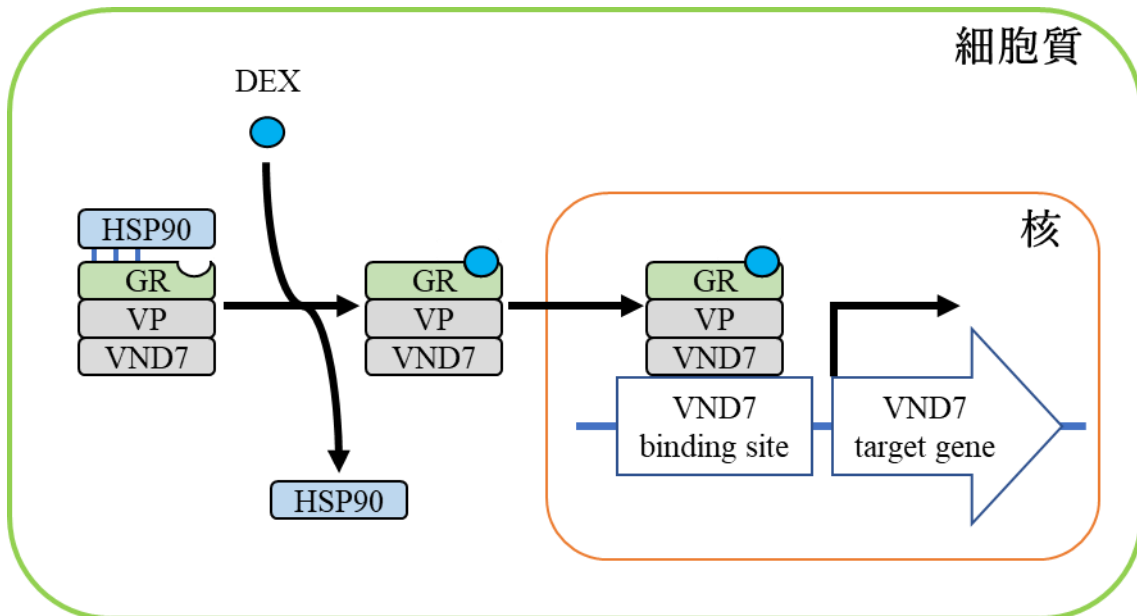 細胞質
DEX
核
HSP90
GR
VP
VND7
GR
VP
VND7
GR
VP
VND7
VND7
binding site
VND7
target gene
HSP90